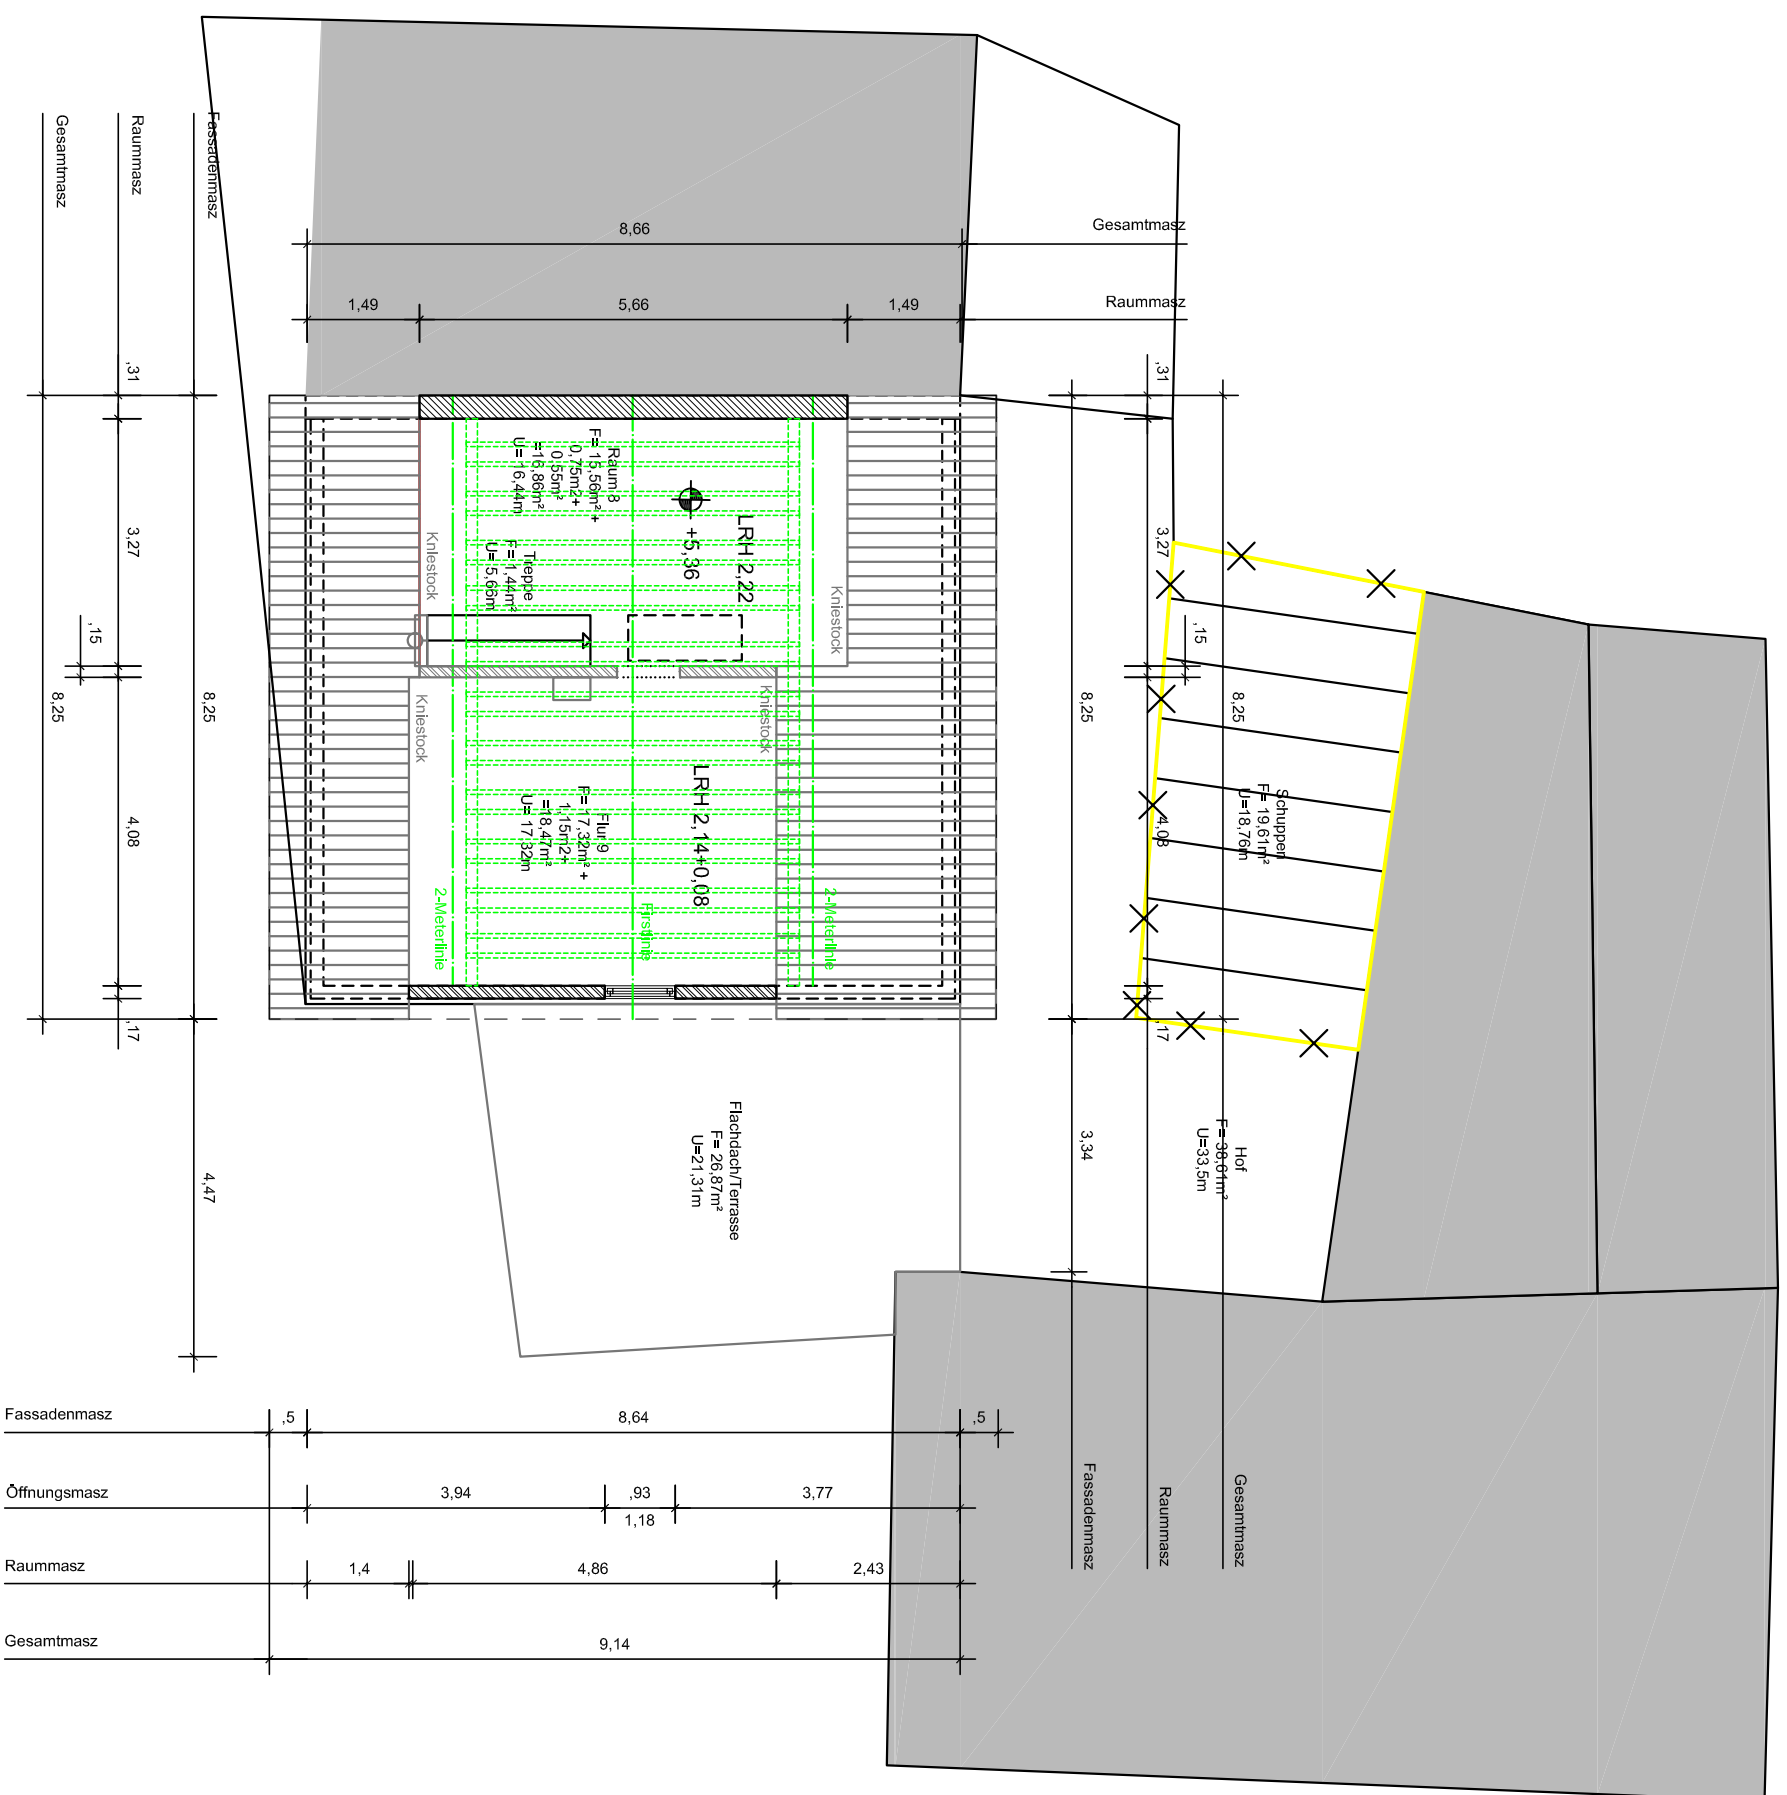 Gesamtmasz
Raummasz
Fassadenmasz
8,66
Gesamtmasz
1,49
5,66
1,49
Raummasz
,31
3,27
,15
8,25
4,08
8,25
,17
4,47
,31
3,27
,15
8,25
4,08
8,25
,17
3,34
Raum 8
F= 15,56m² +
0,75m2+
0,55m²
=16,86m²
U= 16,44m
Treppe
F=1,44m²
U= 5,66m
+5,36
LRH 2,22
Kniestock
Kniestock
Kniestock
Kniestock
LRH 2,14+0,08
Flur 9
F= 17,32m² +
1,15m2+
=18,47m²
U= 17,32m
2-Meterlinie
Firstlinie
2-Meterlinie
Schuppen
F= 19,61m²
U=18,76m
Hof
F= 38,61m²
U=33,5m
Flachdach/Terrasse
F= 26,87m²
U=21,31m
Fassadenmasz
Raummasz
Gesamtmasz
Fassadenmasz
,5
8,64
,5
Öffnungsmasz
3,94
,93
1,18
3,77
Raummasz
1,4
4,86
2,43
Gesamtmasz
9,14